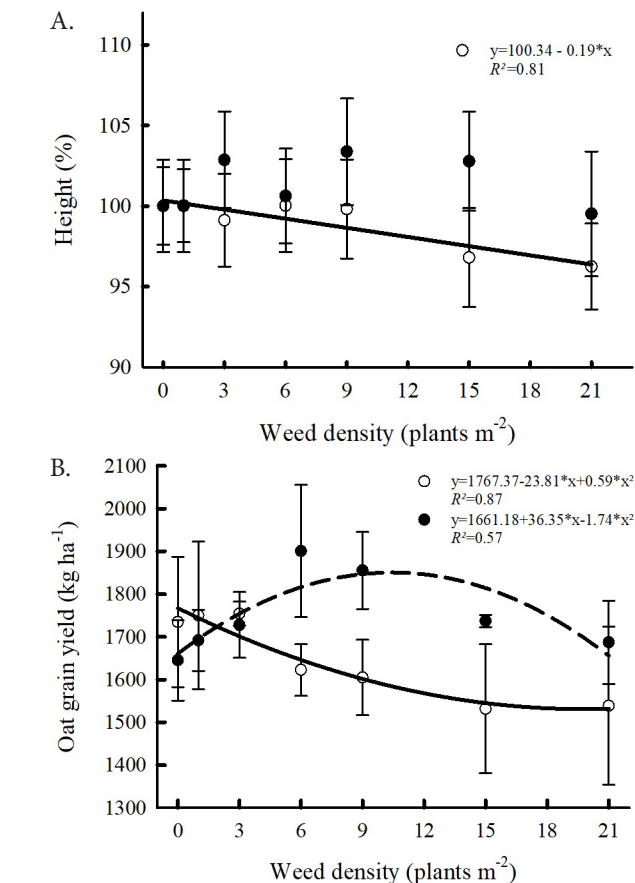 A.
110
105
100
95
90
Height (%)
y=100.34 - 0.19*x
R²=0.81
0 3 6 9 12 15 18 21
Weed density (plants m⁻²)
B.
2100
2000
1900
1800
1700
1600
1500
1400
1300
Oat grain yield (kg ha⁻¹)
y=1767.37-23.81*x+0.59*x²
R²=0.87
y=1661.18+36.35*x-1.74*x²
R²=0.57
0 3 6 9 12 15 18 21
Weed density (plants m⁻²)